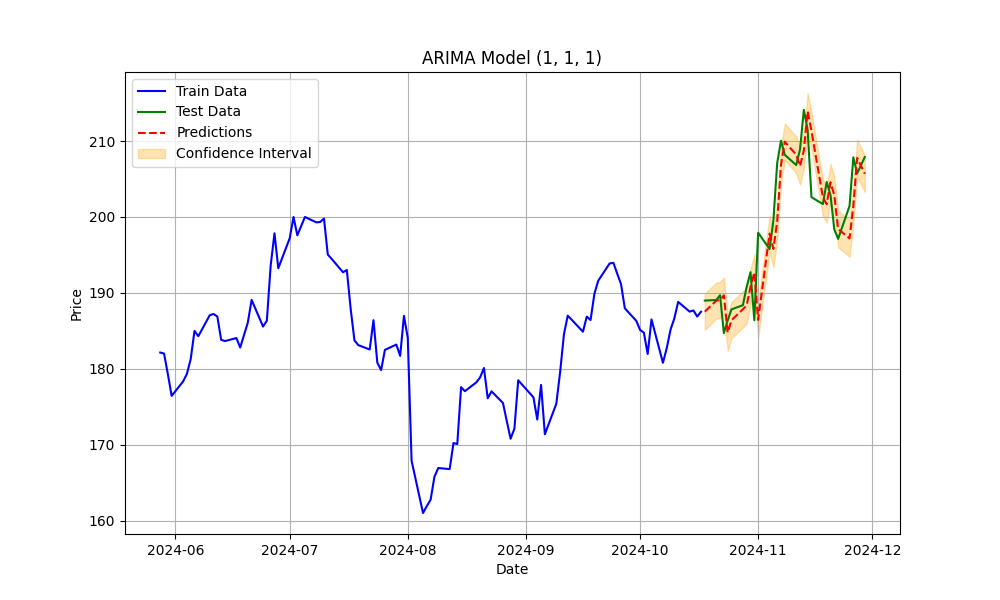 ARIMA Model (1, 1, 1)
Train Data
Test Data
Predictions
Confidence Interval
210
200
190
180
170
160
Price
2024-06 2024-07 2024-08 2024-09 2024-10 2024-11 2024-12
Date